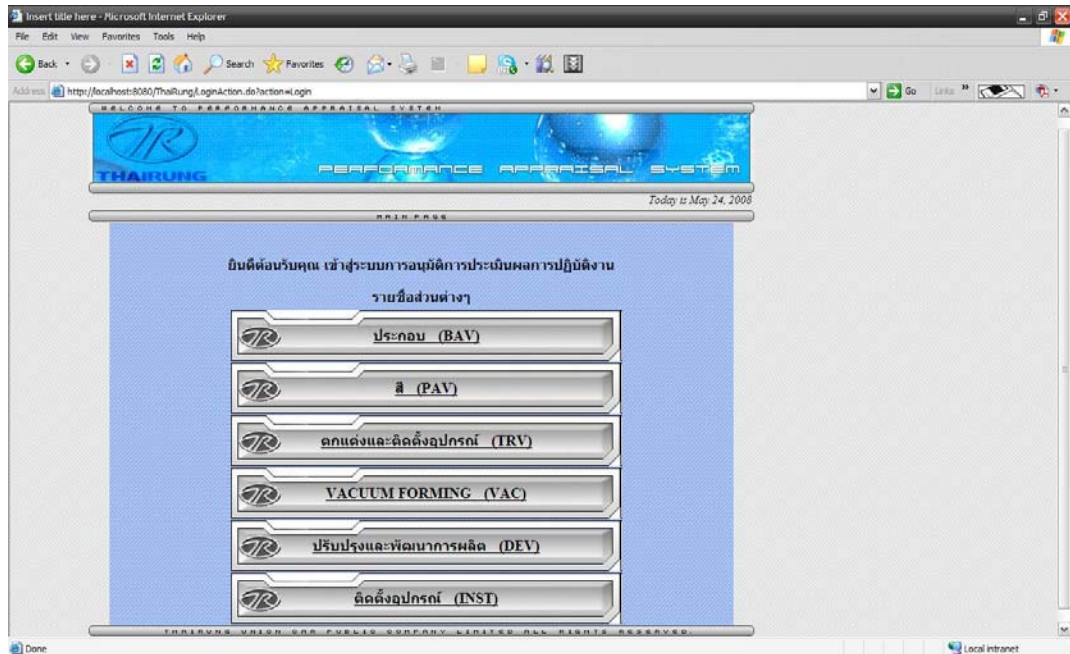 Insert title here - Microsoft Internet Explorer
File Edit View Favorites Tools Help
Back Search Favorites
Address http://localhost:8080/ThaiRung/LoginAction.do?action=Login Go Links
WELCOME TO PERFORMANCE APPRAISAL SYSTEM
TR
THAIRUNG
PERFORMANCE APPRAISAL SYSTEM
Today is May 24, 2008
MAIN PAGE
ยินดีต้อนรับคุณ เข้าสู่ระบบการอนุมัติการประเมินผลการปฏิบัติงาน
รายชื่อส่วนต่างๆ
TR ประกอบ (BAV)
TR สี (PAV)
TR ตกแต่งและติดตั้งอุปกรณ์ (TRV)
TR VACUUM FORMING (VAC)
TR ปรับปรุงและพัฒนาการผลิต (DEV)
TR ติดตั้งอุปกรณ์ (INST)
THAIRUNG UNION CAR PUBLIC COMPANY LIMITED ALL RIGHTS RESERVED.
Done Local intranet